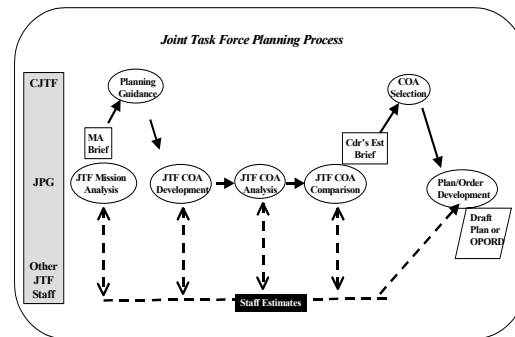 Joint Task Force Planning Process
CJTF
Planning
Guidance
COA
Selection
MA
Brief
Cdr's Est
Brief
JPG
JTF Mission
Analysis
JTF COA
Development
JTF COA
Analysis
JTF COA
Comparison
Plan/Order
Development
Draft
Plan or
OPORD
Other
JTF
Staff
Staff Estimates